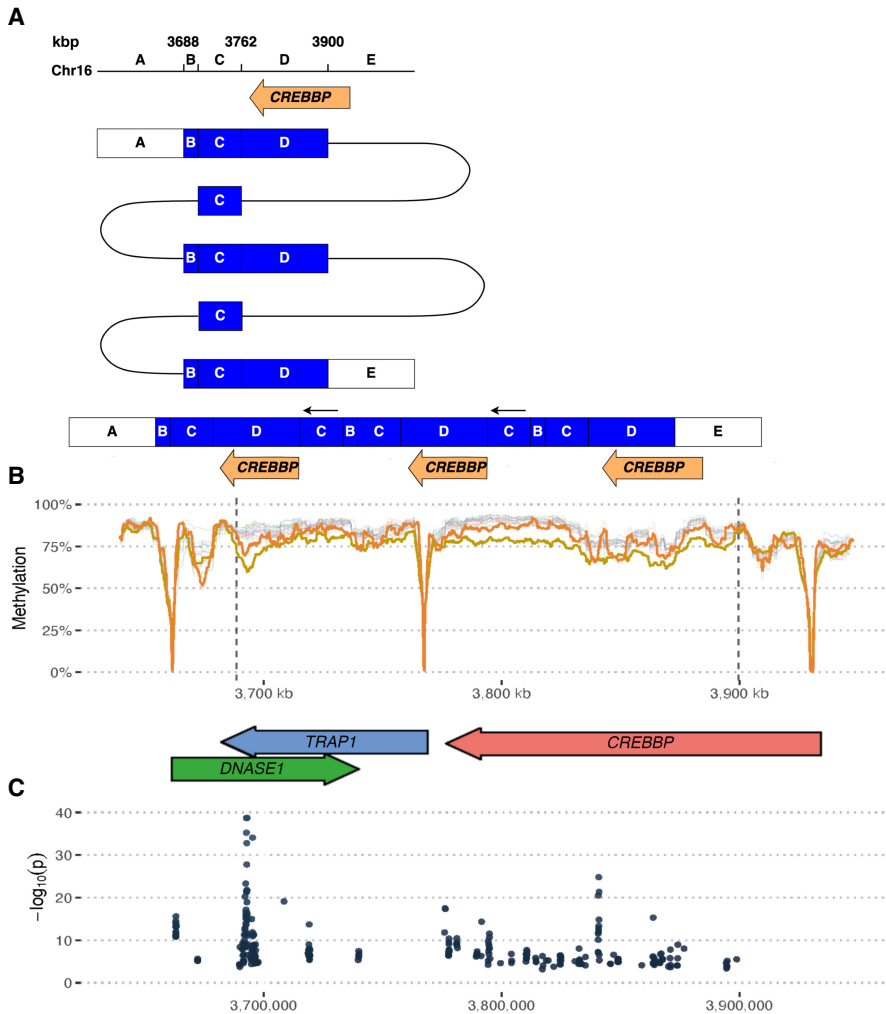 A
kbp
3688 3762 3900
A B C D E
Chr16
CREBBP
A B C D
C
B C D
C
B C D E
A B C D C B C D C B C D E
CREBBP CREBBP CREBBP
B
100%
75%
50%
25%
0%
Methylation
3,700 kb 3,800 kb 3,900 kb
TRAP1 CREBBP
DNASE1
C
40
30
20
10
0
−log10(p)
3,700,000 3,800,000 3,900,000